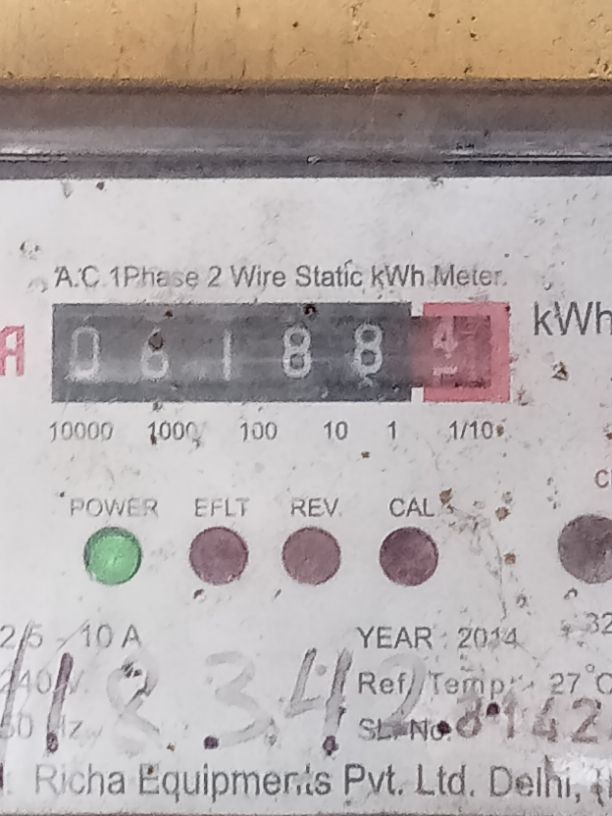 A.C. 1Phase 2 Wire Static kWh Meter.
A 0 6 1 8 8 4 kWh
10000 1000 100 10 1 1/10
POWER EFLT REV. CAL
2/5 - 10 A YEAR : 2014
240 V. Ref. Temp. - 27°C
50 Hz SL. No.
18342
Richa Equipments Pvt. Ltd. Delhi,